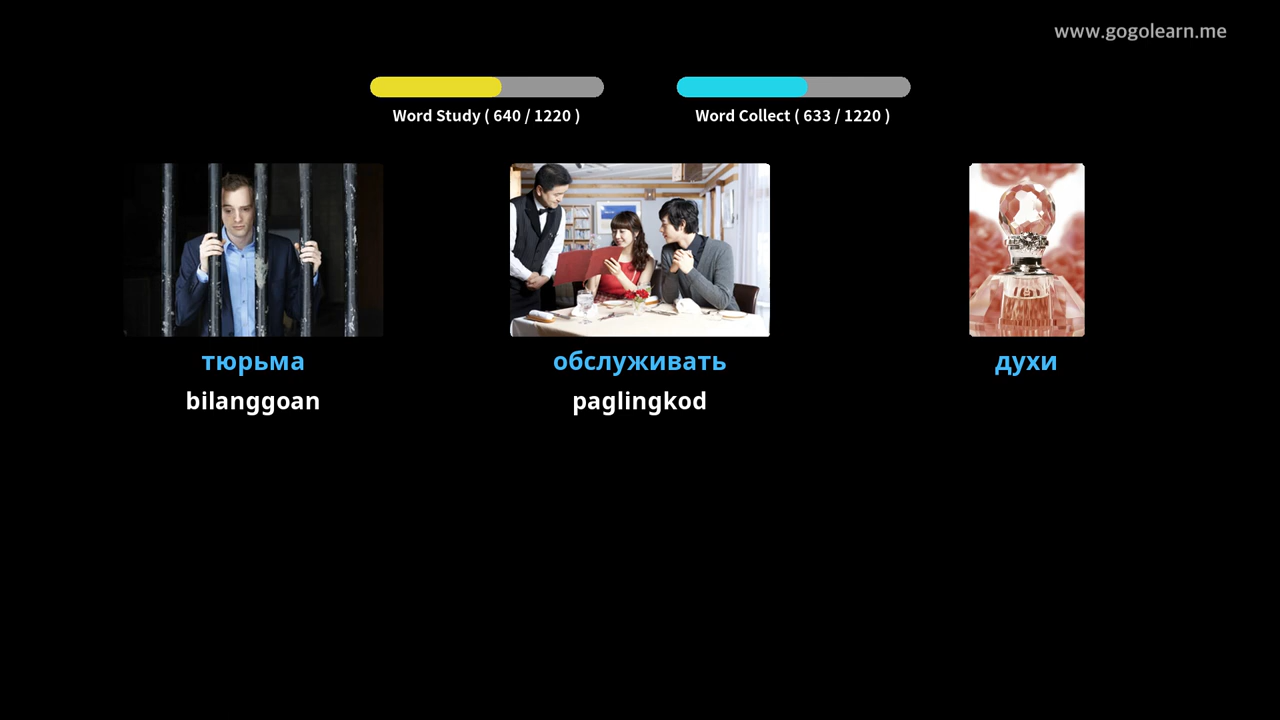 www.gogolearn.me
Word Study ( 640 / 1220 )
Word Collect ( 633 / 1220 )
тюрьма
bilanggoan
обслуживать
paglingkod
духи